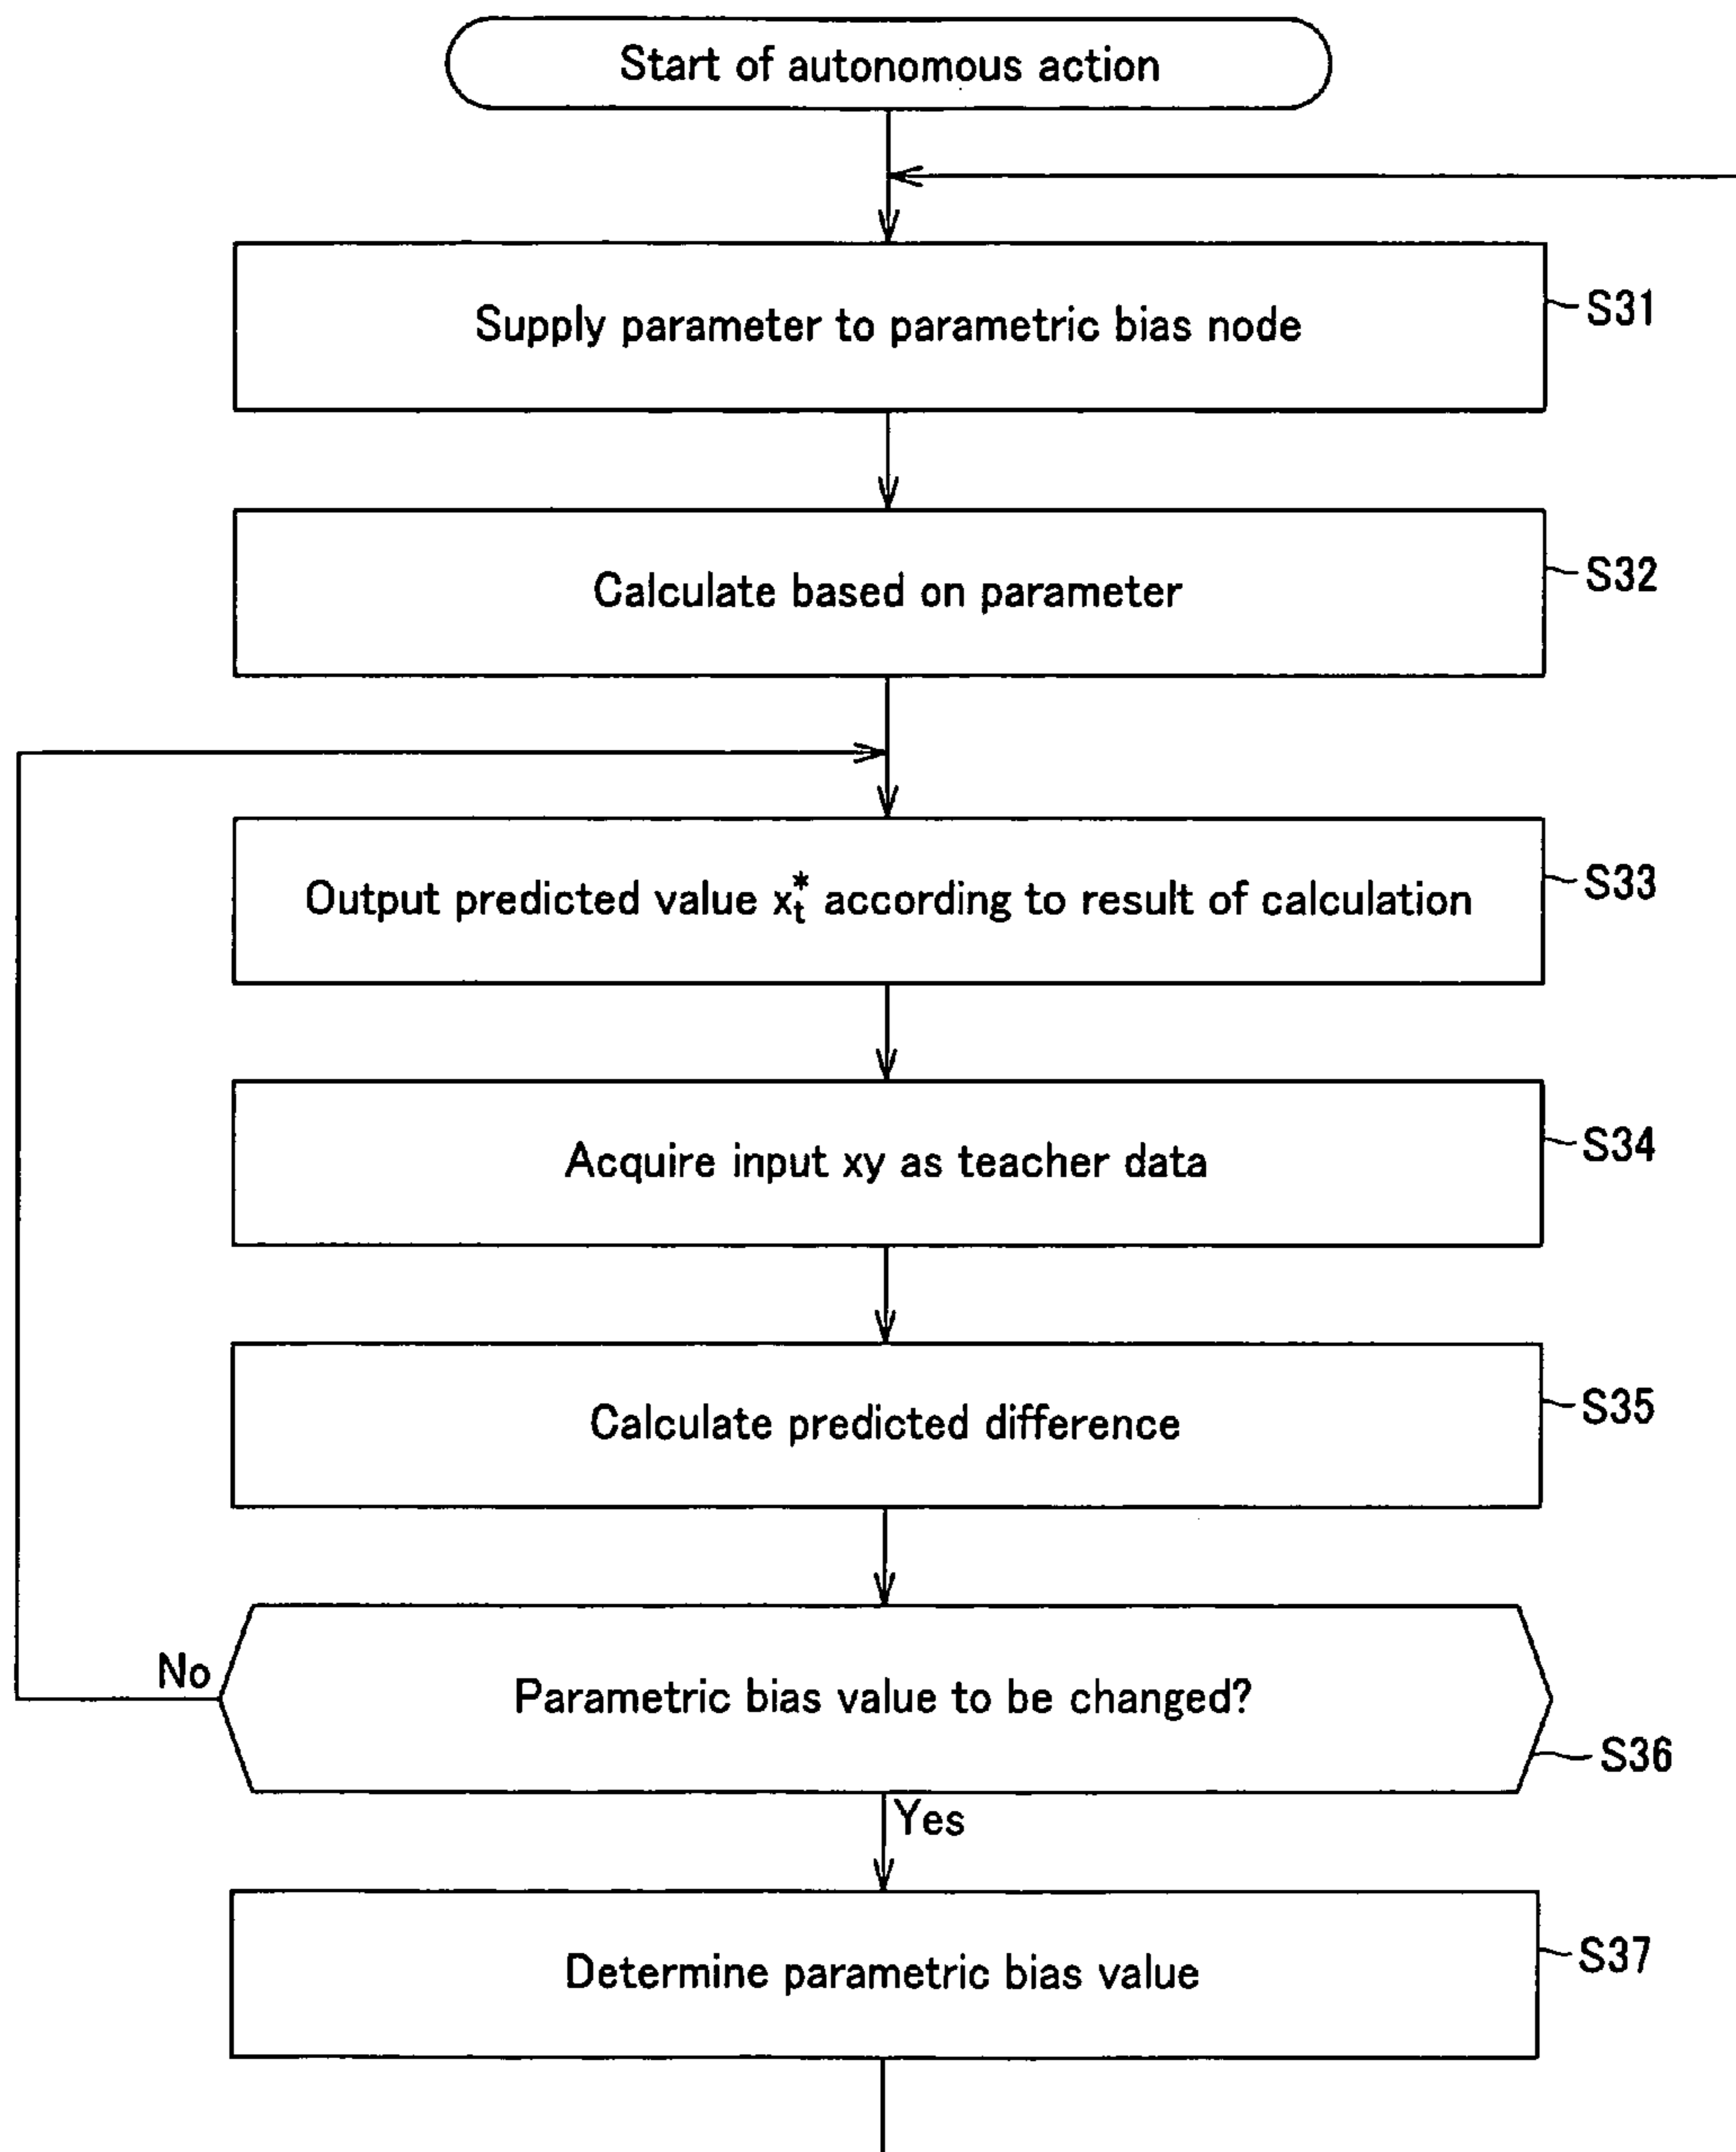 Start of autonomous action
Supply parameter to parametric bias node
S31
Calculate based on parameter
S32
Output predicted value x*t according to result of calculation
S33
Acquire input xy as teacher data
S34
Calculate predicted difference
S35
No
Parametric bias value to be changed?
S36
Yes
Determine parametric bias value
S37